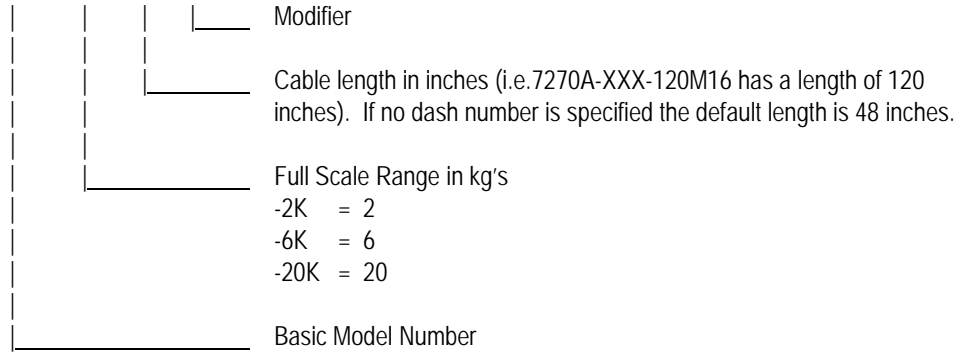 Modifier
Cable length in inches (i.e.7270A-XXX-120M16 has a length of 120
inches).  If no dash number is specified the default length is 48 inches.
Full Scale Range in kg's
-2K = 2
-6K = 6
-20K = 20
Basic Model Number